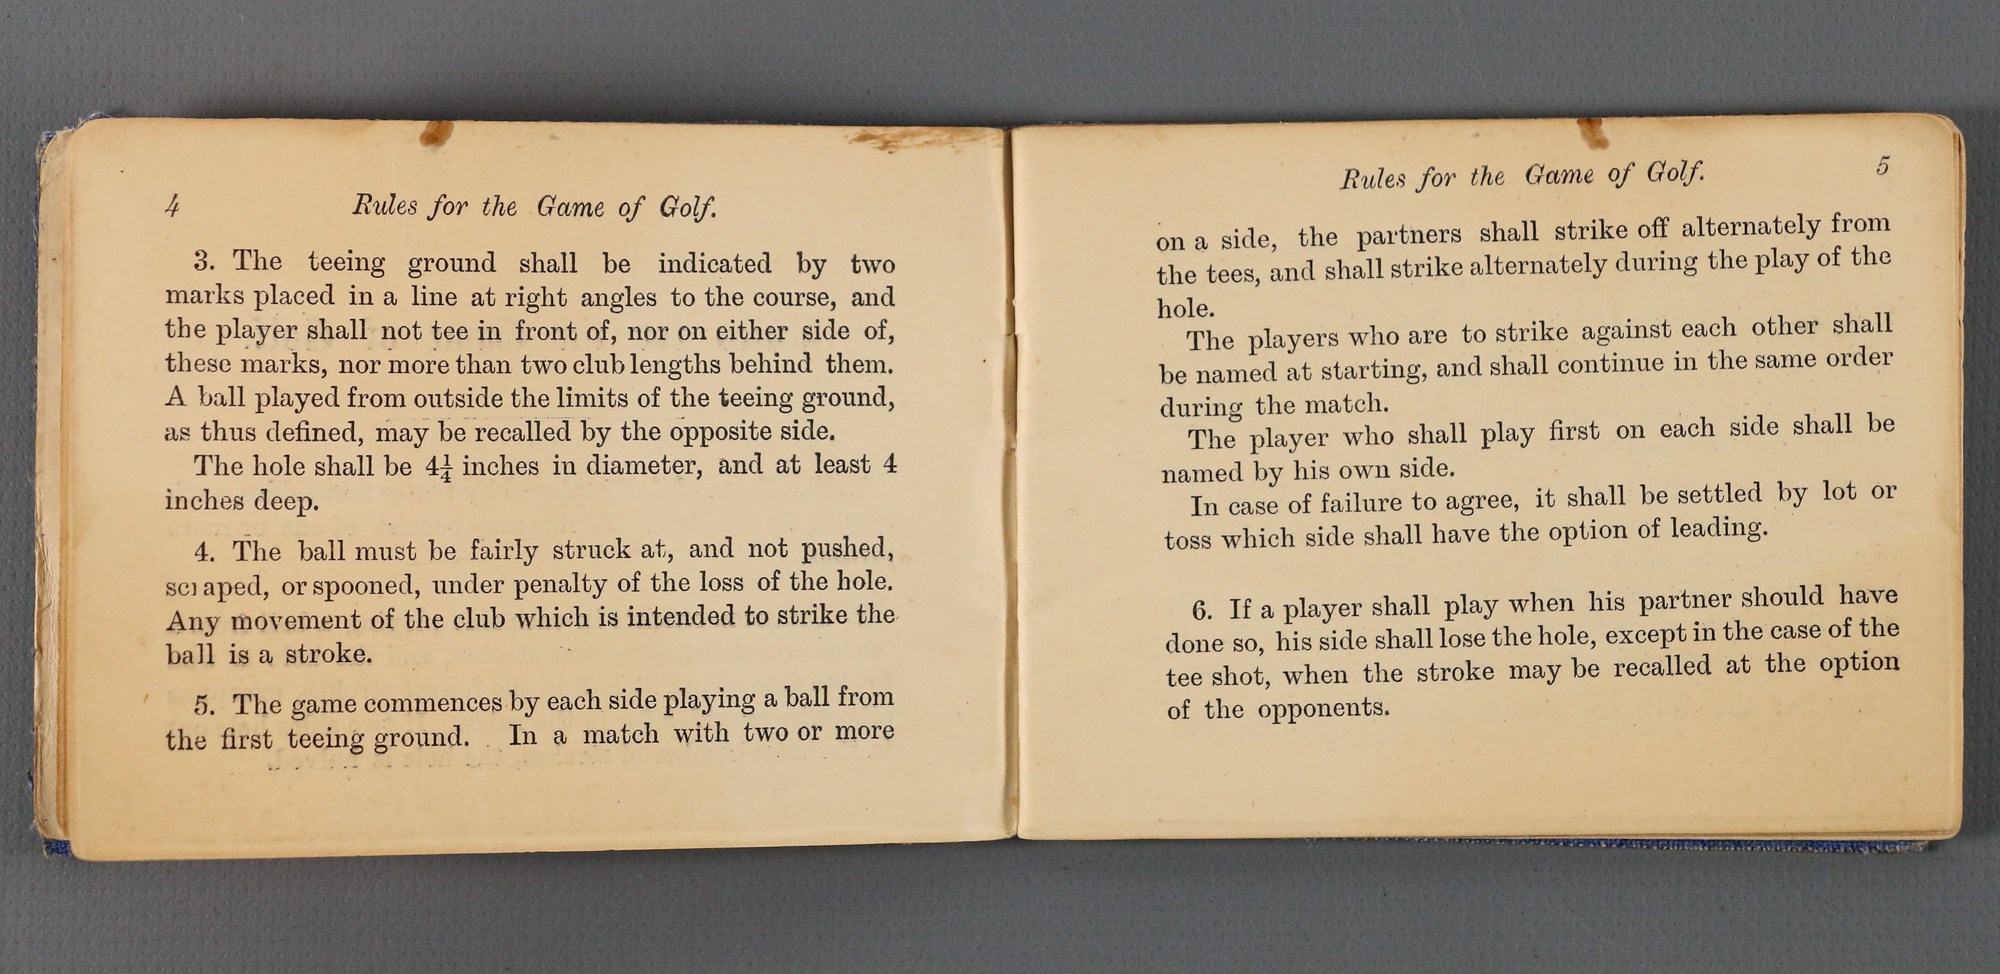 4 Rules for the Game of Golf.
3. The teeing ground shall be indicated by two
marks placed in a line at right angles to the course, and
the player shall not tee in front of, nor on either side of,
these marks, nor more than two club lengths behind them.
A ball played from outside the limits of the teeing ground,
as thus defined, may be recalled by the opposite side.
The hole shall be 4¼ inches in diameter, and at least 4
inches deep.
4. The ball must be fairly struck at, and not pushed,
scraped, or spooned, under penalty of the loss of the hole.
Any movement of the club which is intended to strike the
ball is a stroke.
5. The game commences by each side playing a ball from
the first teeing ground. In a match with two or more
Rules for the Game of Golf. 5
on a side, the partners shall strike off alternately from
the tees, and shall strike alternately during the play of the
hole.
The players who are to strike against each other shall
be named at starting, and shall continue in the same order
during the match.
The player who shall play first on each side shall be
named by his own side.
In case of failure to agree, it shall be settled by lot or
toss which side shall have the option of leading.
6. If a player shall play when his partner should have
done so, his side shall lose the hole, except in the case of the
tee shot, when the stroke may be recalled at the option
of the opponents.